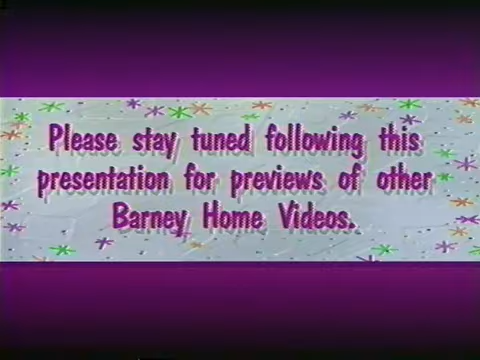 Please stay tuned following this
presentation for previews of other
Barney Home Videos.